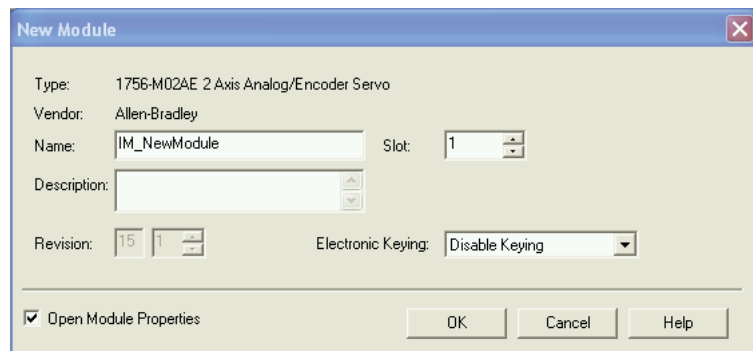 New Module
Type: 1756-M02AE 2 Axis Analog/Encoder Servo
Vendor: Allen-Bradley
Name: IM_NewModule Slot: 1
Description:
Revision: 15 1 Electronic Keying: Disable Keying
Open Module Properties OK Cancel Help